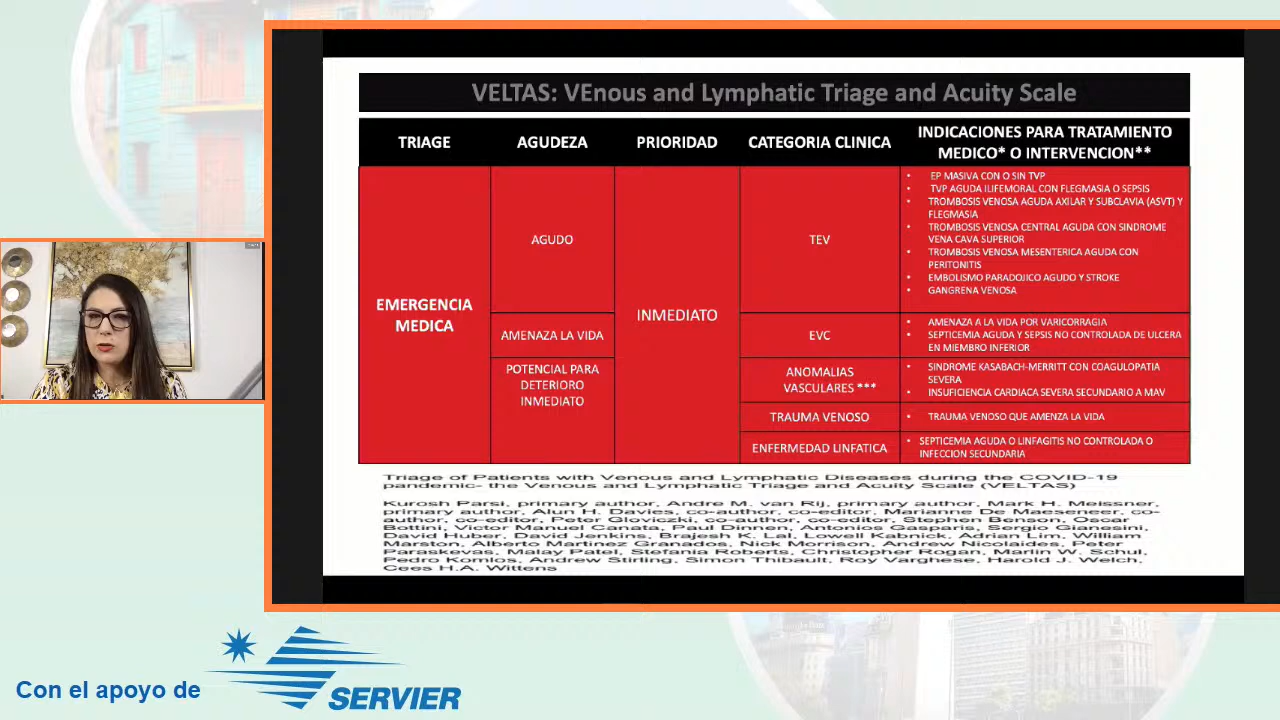 VELTAS: VEnous and Lymphatic Triage and Acuity Scale
TRIAGE
AGUDEZA
PRIORIDAD
CATEGORIA CLINICA
INDICACIONES PARA TRATAMIENTO
MEDICO* O INTERVENCION**
EMERGENCIA
MEDICA
AGUDO
INMEDIATO
TEV
• EP MASIVA CON O SIN TVP
• TVP AGUDA ILIFEMORAL CON FLEGMASIA O SEPSIS
• TROMBOSIS VENOSA AGUDA AXILAR Y SUBCLAVIA (ASVT) Y
FLEGMASIA
• TROMBOSIS VENOSA CENTRAL AGUDA CON SINDROME
VENA CAVA SUPERIOR
• TROMBOSIS VENOSA MESENTERICA AGUDA CON
PERITONITIS
• EMBOLISMO PARADOJICO AGUDO Y STROKE
• GANGRENA VENOSA
AMENAZA LA VIDA
EVC
• AMENAZA A LA VIDA POR VARICORRAGIA
• SEPTICEMIA AGUDA Y SEPSIS NO CONTROLADA DE ULCERA
EN MIEMBRO INFERIOR
POTENCIAL PARA
DETERIORO
INMEDIATO
ANOMALIAS
VASCULARES ***
• SINDROME KASABACH-MERRITT CON COAGULOPATIA
SEVERA
• INSUFICIENCIA CARDIACA SEVERA SECUNDARIO A MAV
TRAUMA VENOSO
• TRAUMA VENOSO QUE AMENZA LA VIDA
ENFERMEDAD LINFATICA
• SEPTICEMIA AGUDA O LINFAGITIS NO CONTROLADA O
INFECCION SECUNDARIA
Triage of Patients with Venous and Lymphatic Diseases during the COVID-19
pandemic- the Venous and Lymphatic Triage and Acuity Scale (VELTAS)
Kurosh Parsi, primary author, Andre M. van Rij, primary author, Mark H. Meissner,
primary author, Alun H. Davies, co-author, co-editor, Marianne De Maeseneer, co-
author, co-editor, Peter Gloviczki, co-author, co-editor, Stephen Benson, Oscar
Bottini, Victor Manuel Canata, Paul Dinnen, Antonios Gasparis, Sergio Gianesini,
David Huber, David Jenkins, Brajesh K. Lal, Lowell Kabnick, Adrian Lim, William
Marston, Alberto Martinez Granados, Nick Morrison, Andrew Nicolaides, Peter
Paraskevas, Malay Patel, Stefania Roberts, Christopher Rogan, Marlin W. Schul,
Pedro Komlos, Andrew Stirling, Simon Thibault, Roy Varghese, Harold J. Welch,
Cees H.A. Wittens
Con el apoyo de
SERVIER